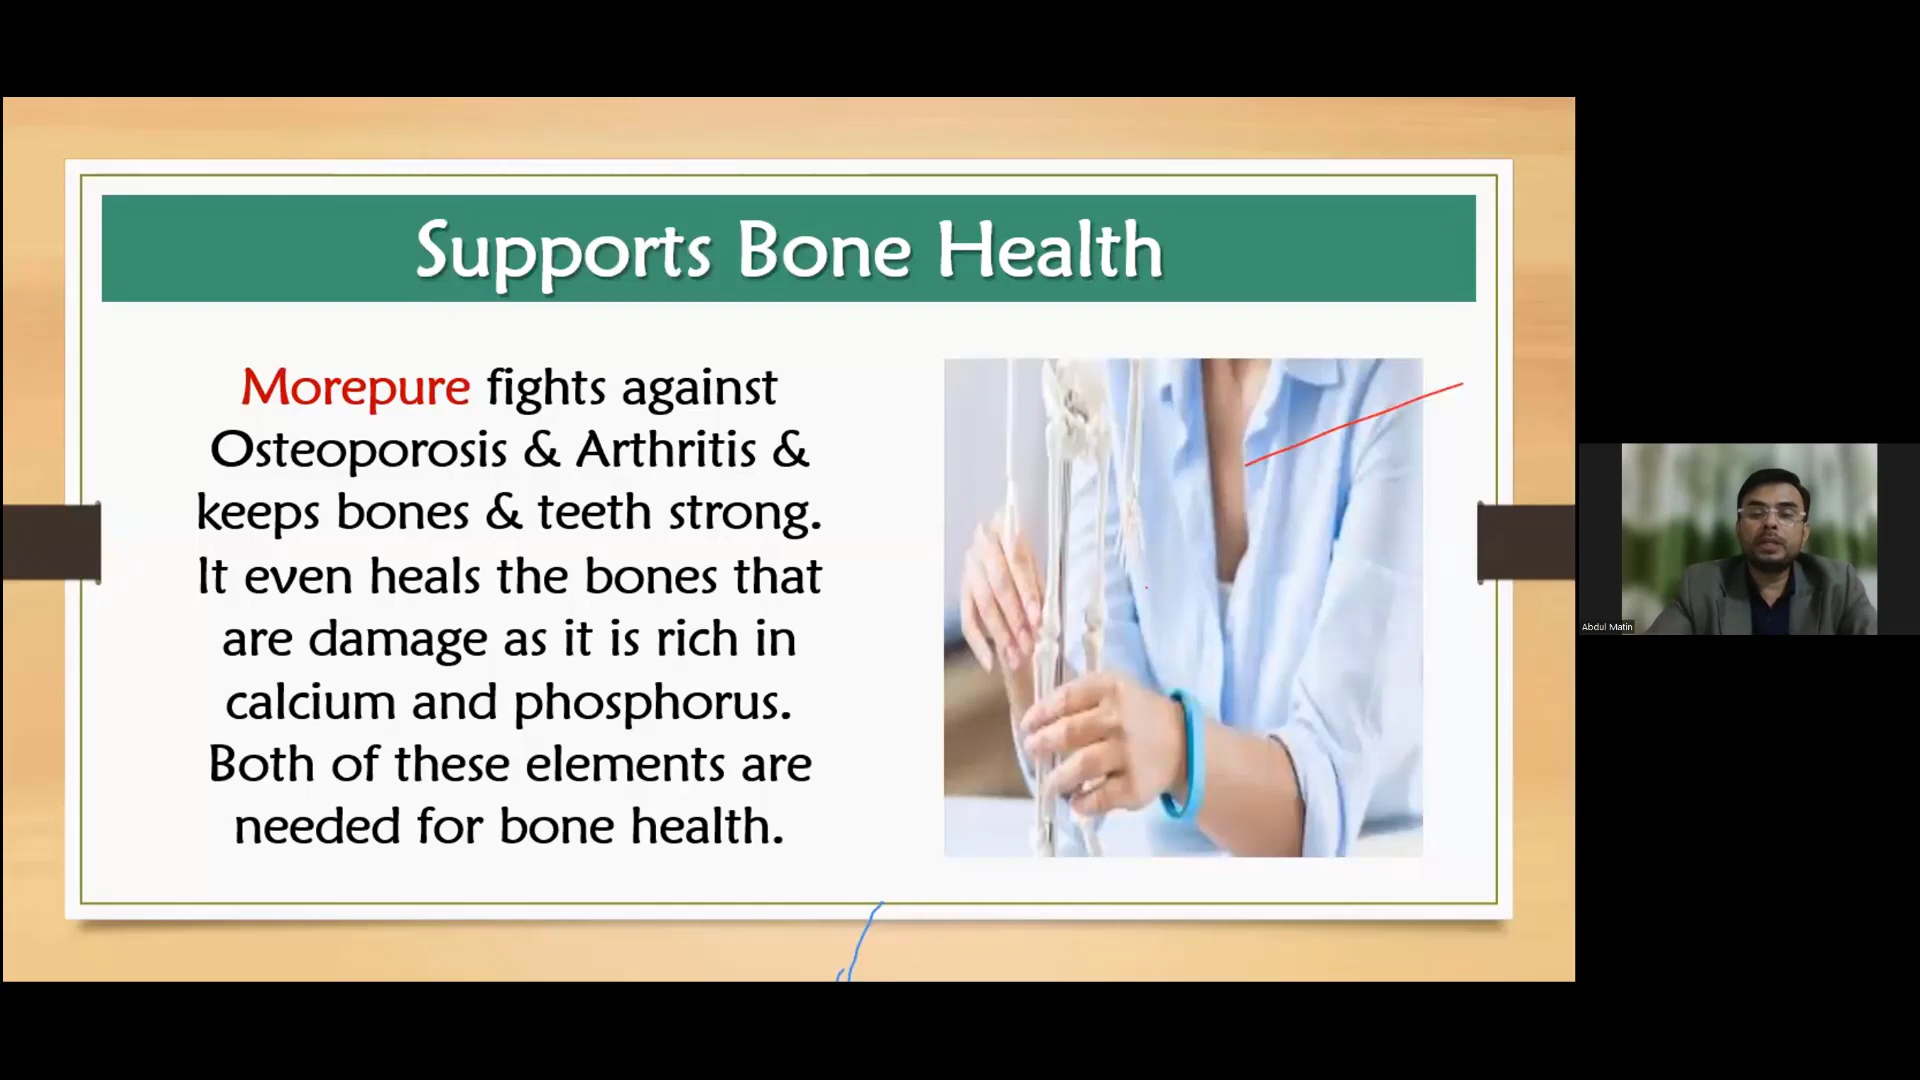 Supports Bone Health
Morepure fights against
Osteoporosis & Arthritis &
keeps bones & teeth strong.
It even heals the bones that
are damage as it is rich in
calcium and phosphorus.
Both of these elements are
needed for bone health.
Abdul Matin